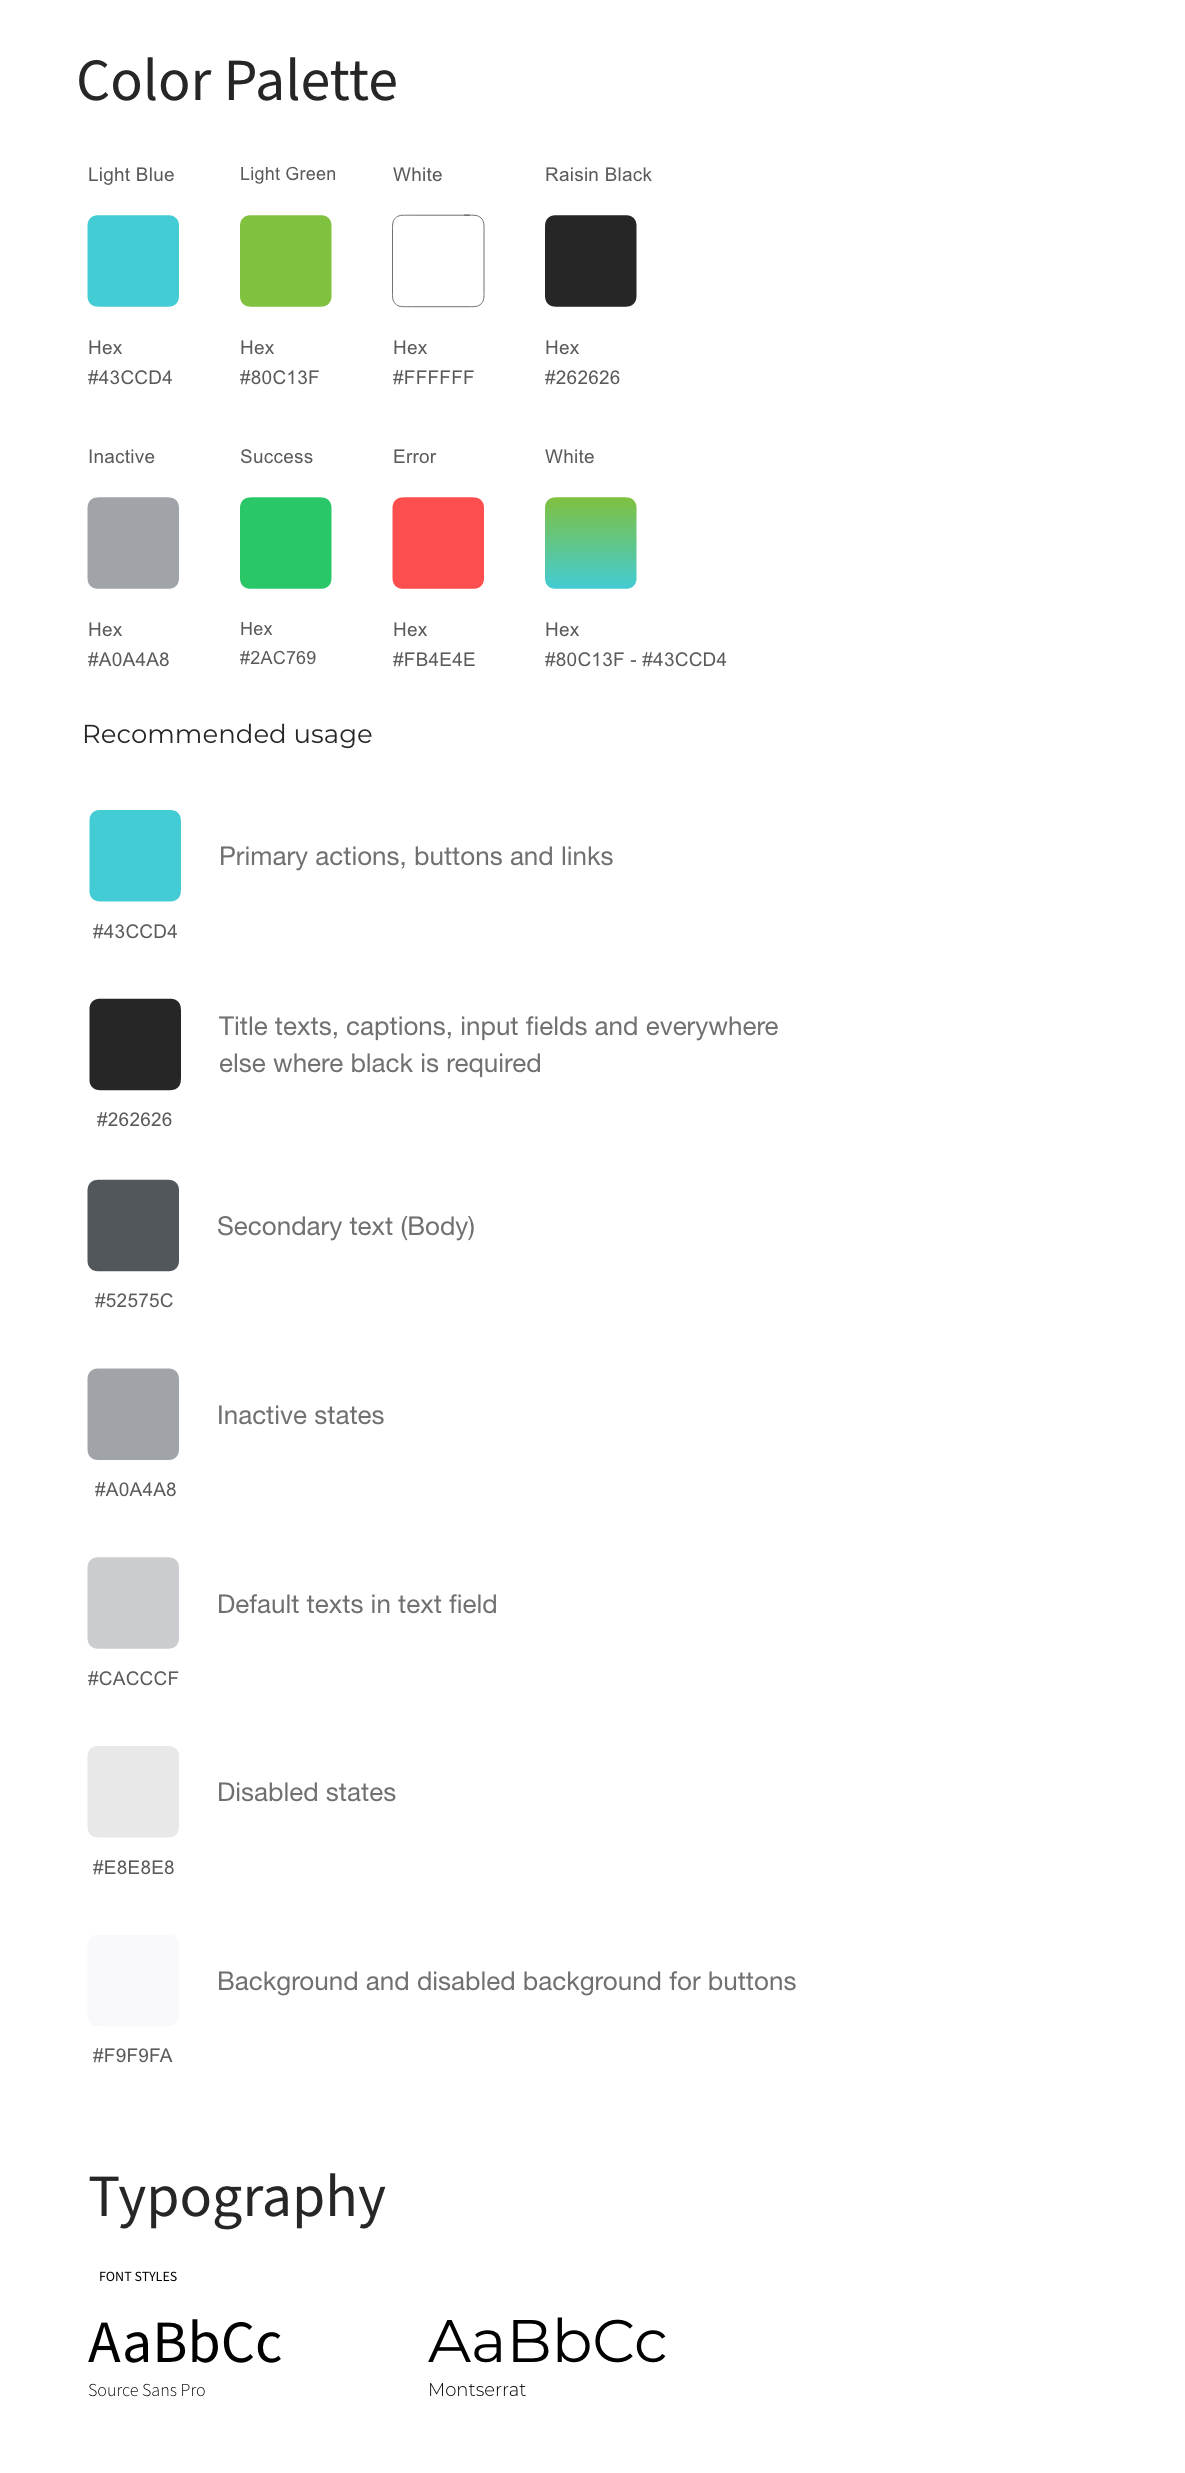 Color Palette
Light Blue
Light Green
White
Raisin Black
Hex
#43CCD4
Hex
#80C13F
Hex
#FFFFFF
Hex
#262626
Inactive
Success
Error
White
Hex
#A0A4A8
Hex
#2AC769
Hex
#FB4E4E
Hex
#80C13F - #43CCD4
Recommended usage
Primary actions, buttons and links
#43CCD4
Title texts, captions, input fields and everywhere
else where black is required
#262626
Secondary text (Body)
#52575C
Inactive states
#A0A4A8
Default texts in text field
#CACCCF
Disabled states
#E8E8E8
Background and disabled background for buttons
#F9F9FA
Typography
FONT STYLES
AaBbCc
Source Sans Pro
AaBbCc
Montserrat